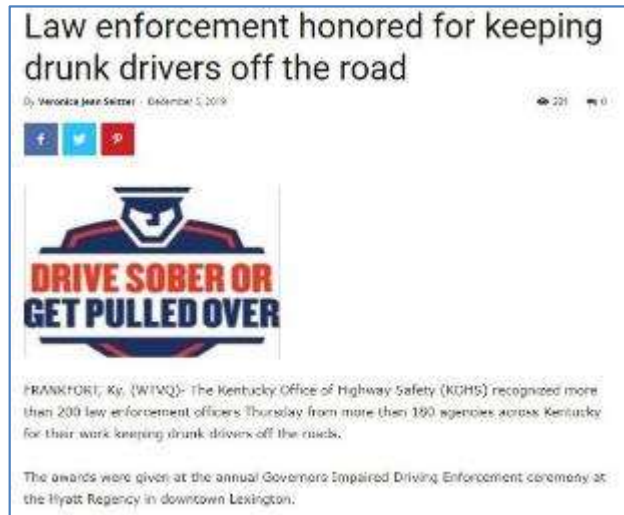 Law enforcement honored for keeping
drunk drivers off the road
By Veronica Jean Seltzer - December 5, 2019
221 0
DRIVE SOBER OR
GET PULLED OVER
FRANKFORT, Ky. (WTVQ)- The Kentucky Office of Highway Safety (KOHS) recognized more
than 200 law enforcement officers Thursday from more than 180 agencies across Kentucky
for their work keeping drunk drivers off the roads.
The awards were given at the annual Governors Impaired Driving Enforcement ceremony at
the Hyatt Regency in downtown Lexington.